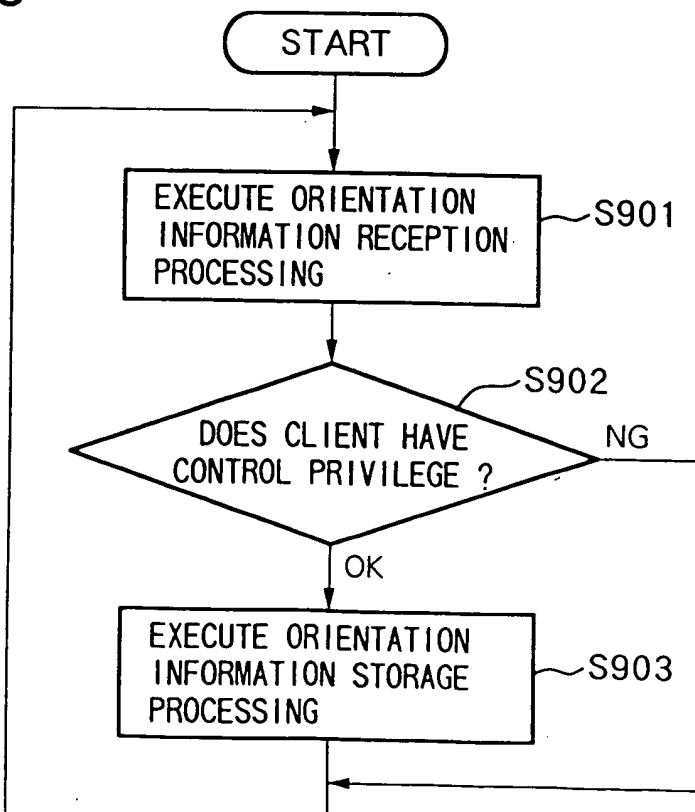 START
EXECUTE ORIENTATION
INFORMATION RECEPTION
PROCESSING
S901
S902
DOES CLIENT HAVE
CONTROL PRIVILEGE ?
NG
OK
EXECUTE ORIENTATION
INFORMATION STORAGE
PROCESSING
S903